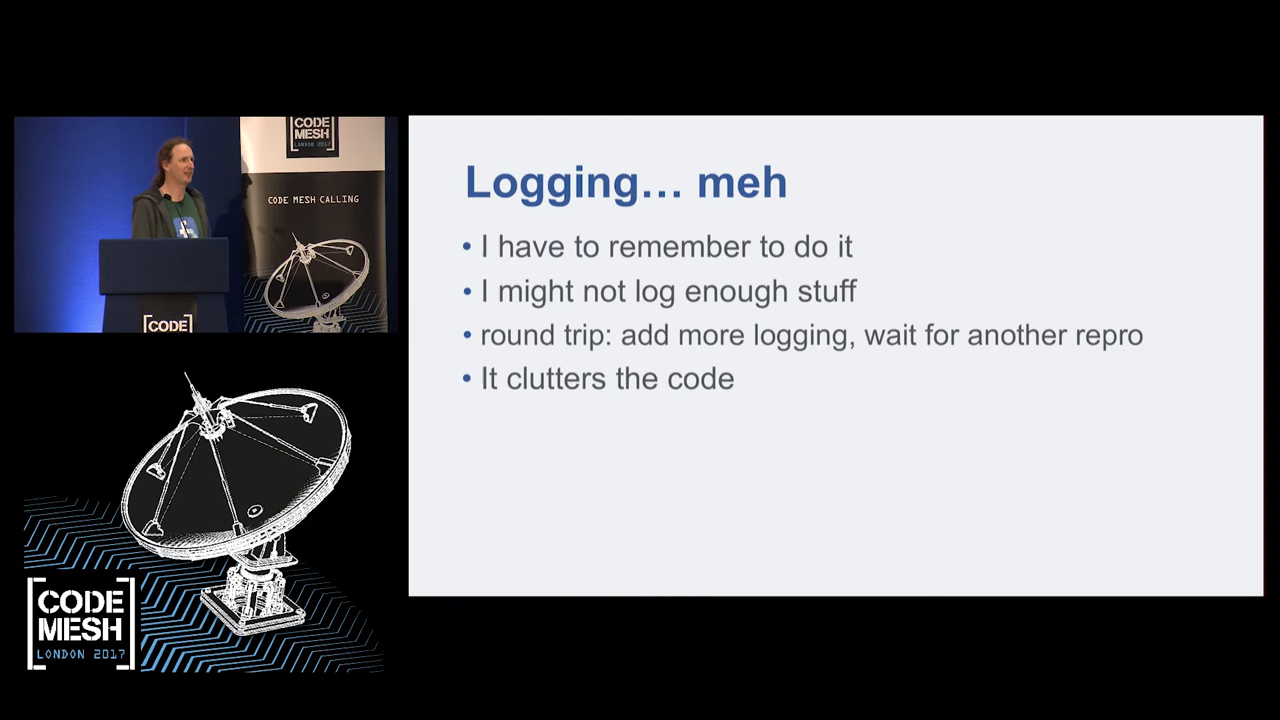 CODE
MESH
LONDON 2017
CODE MESH CALLING
[CODE]
Logging… meh
• I have to remember to do it
• I might not log enough stuff
• round trip: add more logging, wait for another repro
• It clutters the code
[CODE
MESH]
LONDON 2017